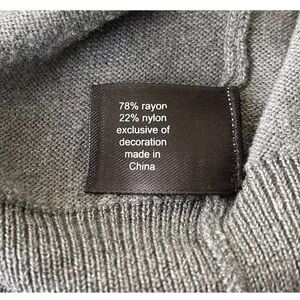 78% rayon
22% nylon
exclusive of
decoration
made in
China